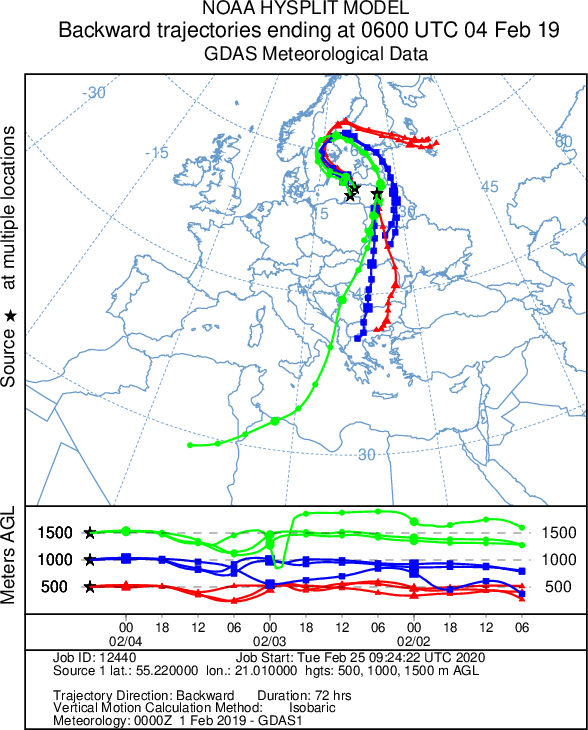 NOAA HYSPLIT MODEL
Backward trajectories ending at 0600 UTC 04 Feb 19
GDAS Meteorological Data
Source ★ at multiple locations
-30
-15
60
45
30
5
30
Meters AGL
1500 1500
1000 1000
500 500
00 18 12 06 00 18 12 06 00 18 12 06
02/04 02/03 02/02
Job ID: 12440 Job Start: Tue Feb 25 09:24:22 UTC 2020
Source 1 lat.: 55.220000 lon.: 21.010000 hgts: 500, 1000, 1500 m AGL
Trajectory Direction: Backward Duration: 72 hrs
Vertical Motion Calculation Method: Isobaric
Meteorology: 0000Z 1 Feb 2019 - GDAS1